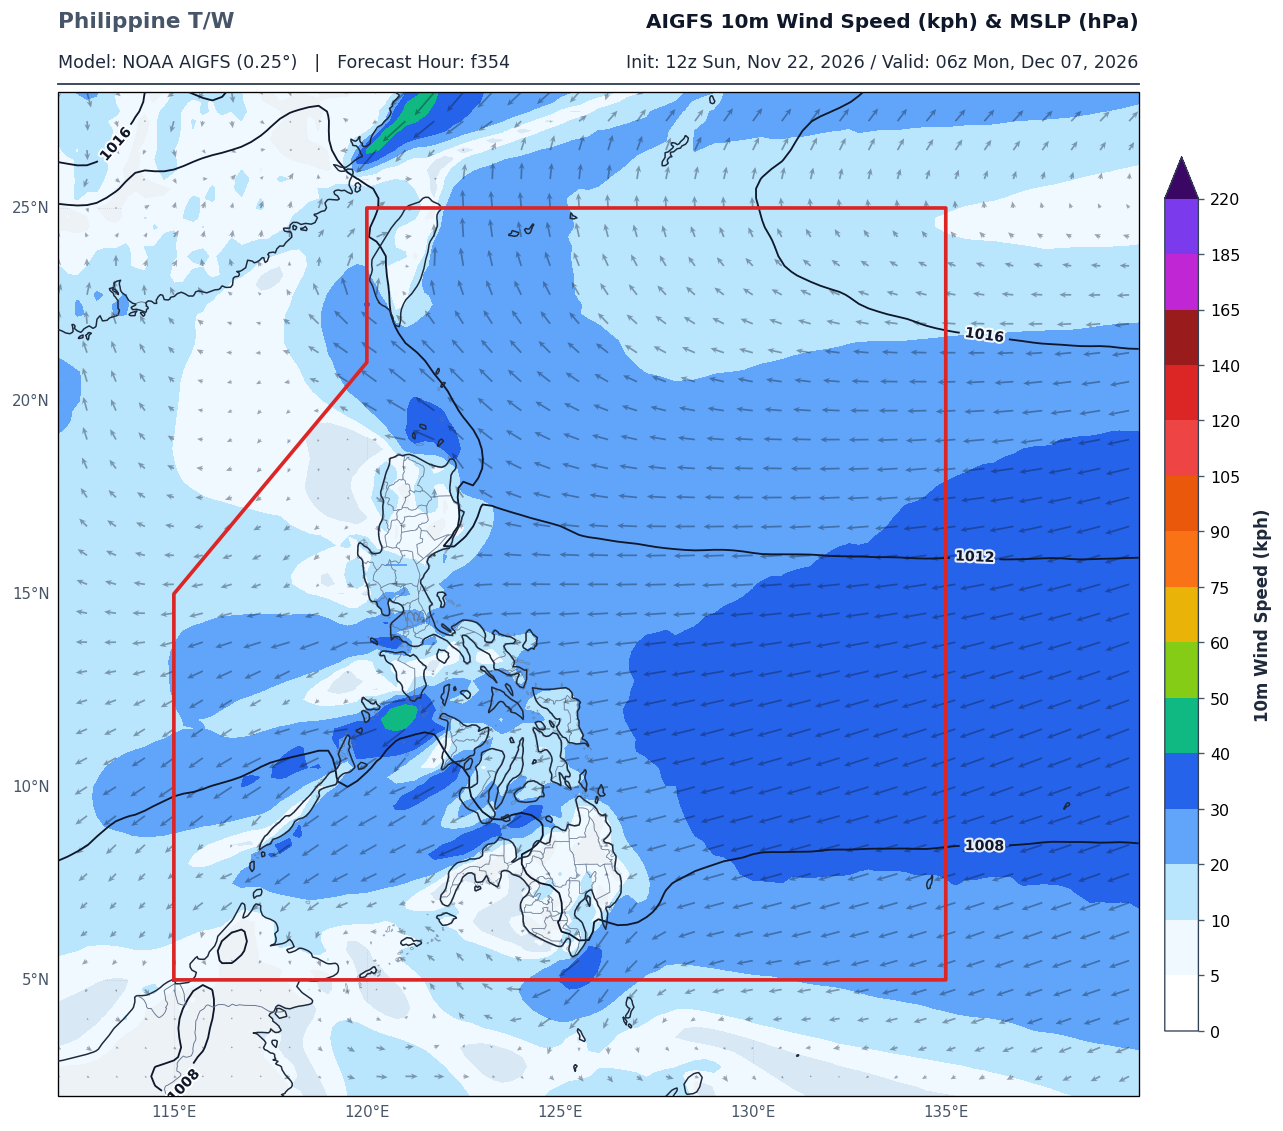 Philippine T/W
AIGFS 10m Wind Speed (kph) & MSLP (hPa)
Model: NOAA AIGFS (0.25°) | Forecast Hour: f354
Init: 12z Sun, Nov 22, 2026 / Valid: 06z Mon, Dec 07, 2026
1016
1016
1012
1008
1008
25°N
20°N
15°N
10°N
5°N
115°E
120°E
125°E
130°E
135°E
220
185
165
140
120
105
90
75
60
50
40
30
20
10
5
0
10m Wind Speed (kph)